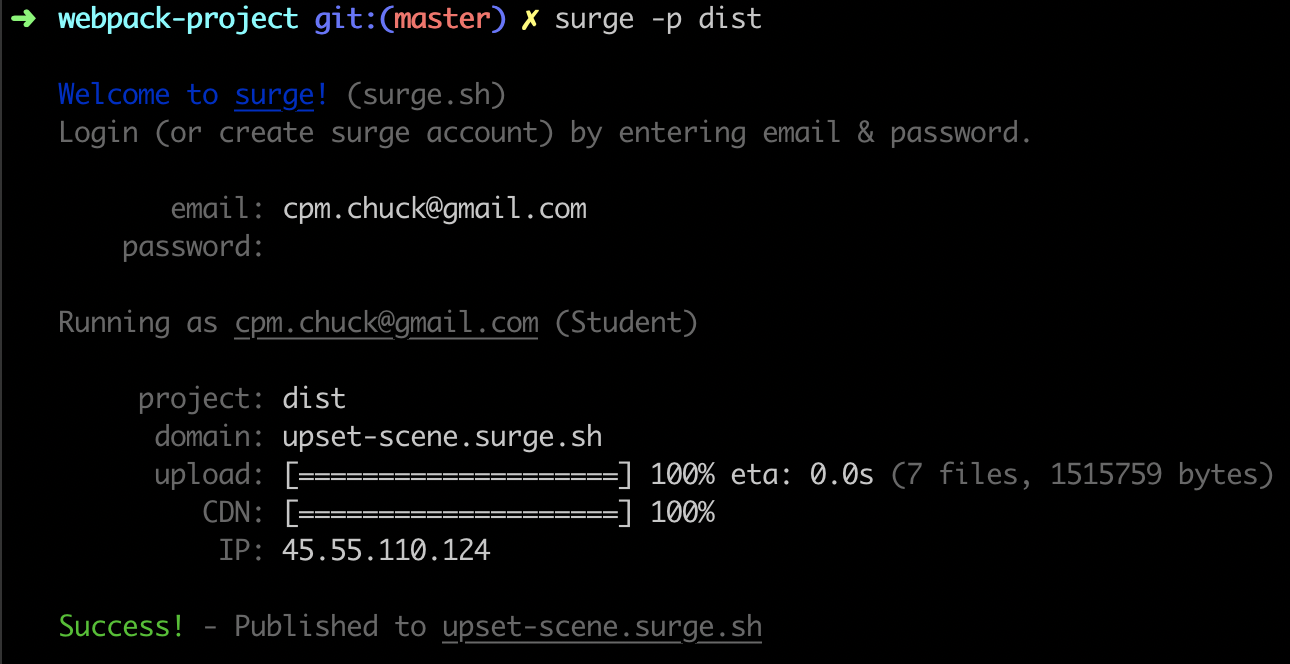 ➜ webpack-project git:(master) ✗ surge -p dist
Welcome to surge! (surge.sh)
Login (or create surge account) by entering email & password.
email: cpm.chuck@gmail.com
password:
Running as cpm.chuck@gmail.com (Student)
project: dist
domain: upset-scene.surge.sh
upload: [====================] 100% eta: 0.0s (7 files, 1515759 bytes)
CDN: [====================] 100%
IP: 45.55.110.124
Success! - Published to upset-scene.surge.sh